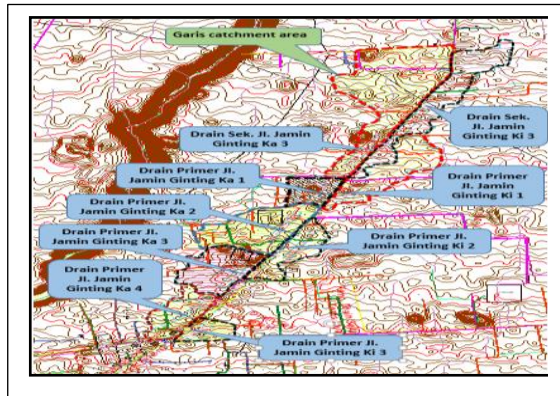 Garis catchment area
Drain Sek. Jl. Jamin
Ginting Ka 3
Drain Sek.
Jl. Jamin
Ginting Ki 3
Drain Primer Jl. Jamin
Ginting Ka 1
Drain Primer
Jl. Jamin
Ginting Ki 1
Drain Primer Jl.
Jamin Ginting Ka 2
Drain Primer Jl.
Jamin Ginting Ka 3
Drain Primer Jl.
Jamin Ginting Ki 2
Drain Primer
Jl. Jamin
Ginting Ka 4
Drain Primer Jl.
Jamin Ginting Ki 3